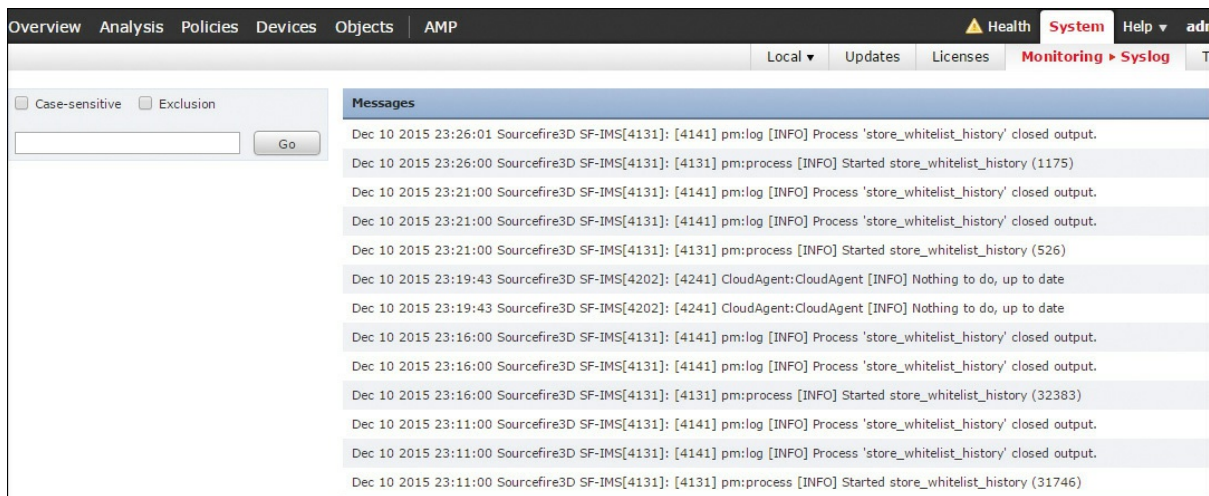 Overview Analysis Policies Devices Objects AMP Health System Help ▾
Local ▾ Updates Licenses Monitoring ▸ Syslog
Case-sensitive Exclusion
Go
Messages
Dec 10 2015 23:26:01 Sourcefire3D SF-IMS[4131]: [4141] pm:log [INFO] Process 'store_whitelist_history' closed output.
Dec 10 2015 23:26:00 Sourcefire3D SF-IMS[4131]: [4131] pm:process [INFO] Started store_whitelist_history (1175)
Dec 10 2015 23:21:00 Sourcefire3D SF-IMS[4131]: [4141] pm:log [INFO] Process 'store_whitelist_history' closed output.
Dec 10 2015 23:21:00 Sourcefire3D SF-IMS[4131]: [4141] pm:log [INFO] Process 'store_whitelist_history' closed output.
Dec 10 2015 23:21:00 Sourcefire3D SF-IMS[4131]: [4131] pm:process [INFO] Started store_whitelist_history (526)
Dec 10 2015 23:19:43 Sourcefire3D SF-IMS[4202]: [4241] CloudAgent:CloudAgent [INFO] Nothing to do, up to date
Dec 10 2015 23:19:43 Sourcefire3D SF-IMS[4202]: [4241] CloudAgent:CloudAgent [INFO] Nothing to do, up to date
Dec 10 2015 23:16:00 Sourcefire3D SF-IMS[4131]: [4141] pm:log [INFO] Process 'store_whitelist_history' closed output.
Dec 10 2015 23:16:00 Sourcefire3D SF-IMS[4131]: [4141] pm:log [INFO] Process 'store_whitelist_history' closed output.
Dec 10 2015 23:16:00 Sourcefire3D SF-IMS[4131]: [4131] pm:process [INFO] Started store_whitelist_history (32383)
Dec 10 2015 23:11:00 Sourcefire3D SF-IMS[4131]: [4141] pm:log [INFO] Process 'store_whitelist_history' closed output.
Dec 10 2015 23:11:00 Sourcefire3D SF-IMS[4131]: [4141] pm:log [INFO] Process 'store_whitelist_history' closed output.
Dec 10 2015 23:11:00 Sourcefire3D SF-IMS[4131]: [4131] pm:process [INFO] Started store_whitelist_history (31746)